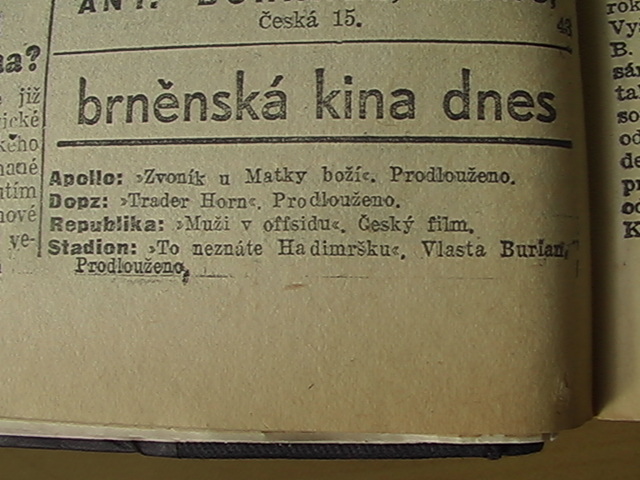 Česká 15.
brněnská kina dnes
Apollo: »Zvoník u Matky boží«. Prodlouženo.
Dopz: »Trader Horn«. Prodlouženo.
Republika: »Muži v offsidu«. Český film.
Stadion: »To neznáte Hadimršku«. Vlasta Burian.
Prodlouženo.